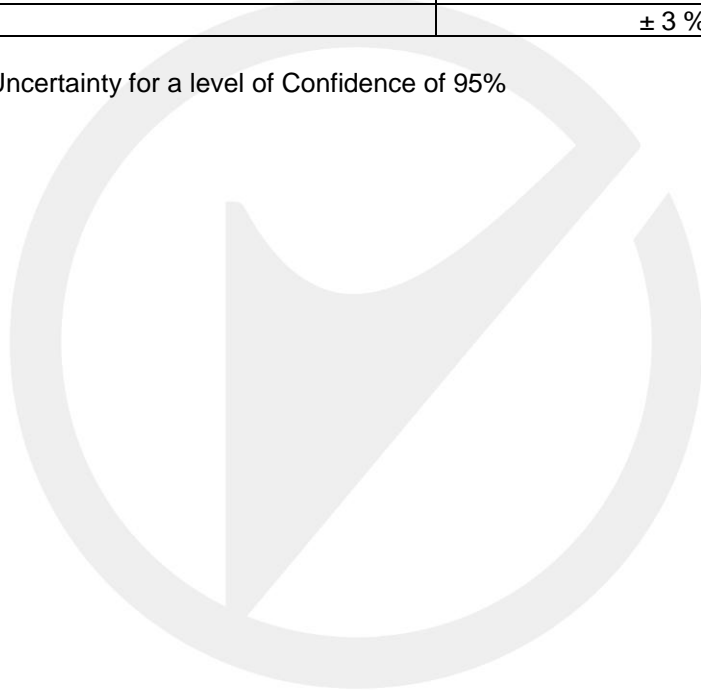 ± 3 %
Uncertainty for a level of Confidence of 95%